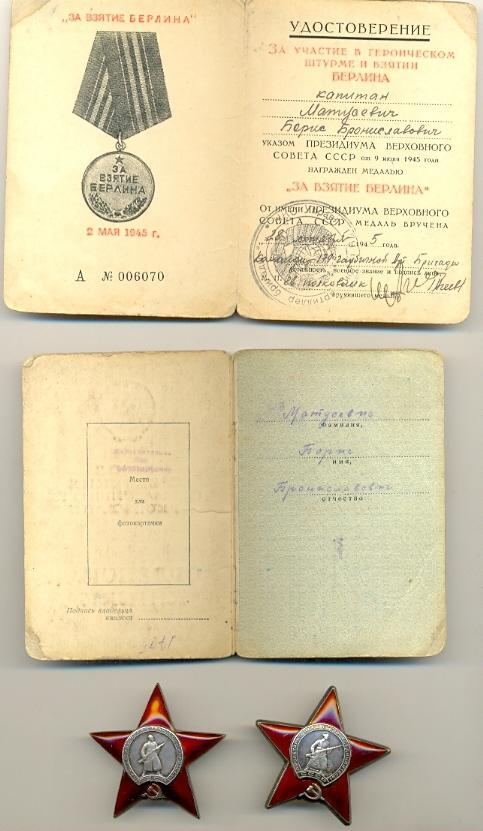 "ЗА ВЗЯТИЕ БЕРЛИНА"
ЗА
ВЗЯТИЕ
БЕРЛИНА
2 МАЯ 1945 г.
А № 006070
УДОСТОВЕРЕНИЕ
ЗА УЧАСТИЕ В ГЕРОИЧЕСКОМ
ШТУРМЕ И ВЗЯТИИ
БЕРЛИНА
капитан
Матусевич
Борис Брониславович
УКАЗОМ ПРЕЗИДИУМА ВЕРХОВНОГО
СОВЕТА СССР от 9 июня 1945 года
НАГРАЖДЕН МЕДАЛЬЮ
"ЗА ВЗЯТИЕ БЕРЛИНА"
ОТ ИМЕНИ ПРЕЗИДИУМА ВЕРХОВНОГО
СОВЕТА СССР МЕДАЛЬ ВРУЧЕНА
28 1945 года
Бригады
полковник
Место
для
фотокарточки
Подпись владельца
книжки
Матусевич
фамилия,
Борис
имя,
Брониславович
отчество